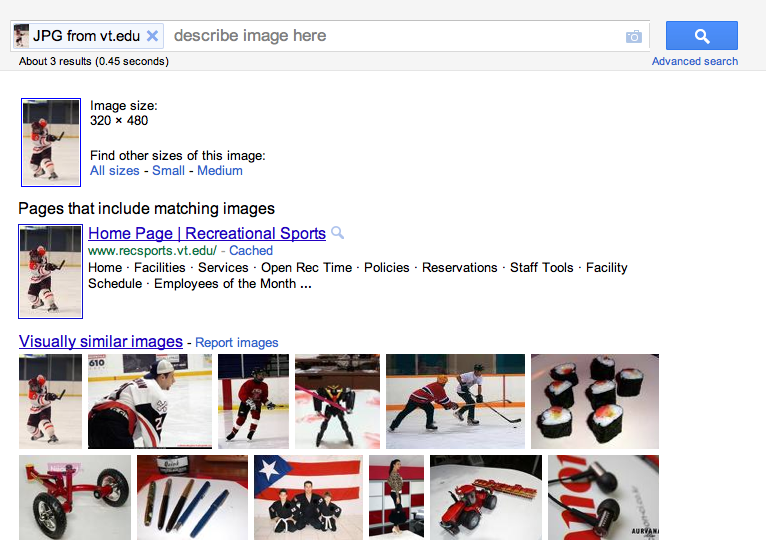 JPG from vt.edu
describe image here
About 3 results (0.45 seconds)
Advanced search
Image size:
320 × 480
Find other sizes of this image:
All sizes - Small - Medium
Pages that include matching images
Home Page | Recreational Sports
www.recsports.vt.edu/ - Cached
Home · Facilities · Services · Open Rec Time · Policies · Reservations · Staff Tools · Facility
Schedule · Employees of the Month ...
Visually similar images - Report images
610
2
AURVANA